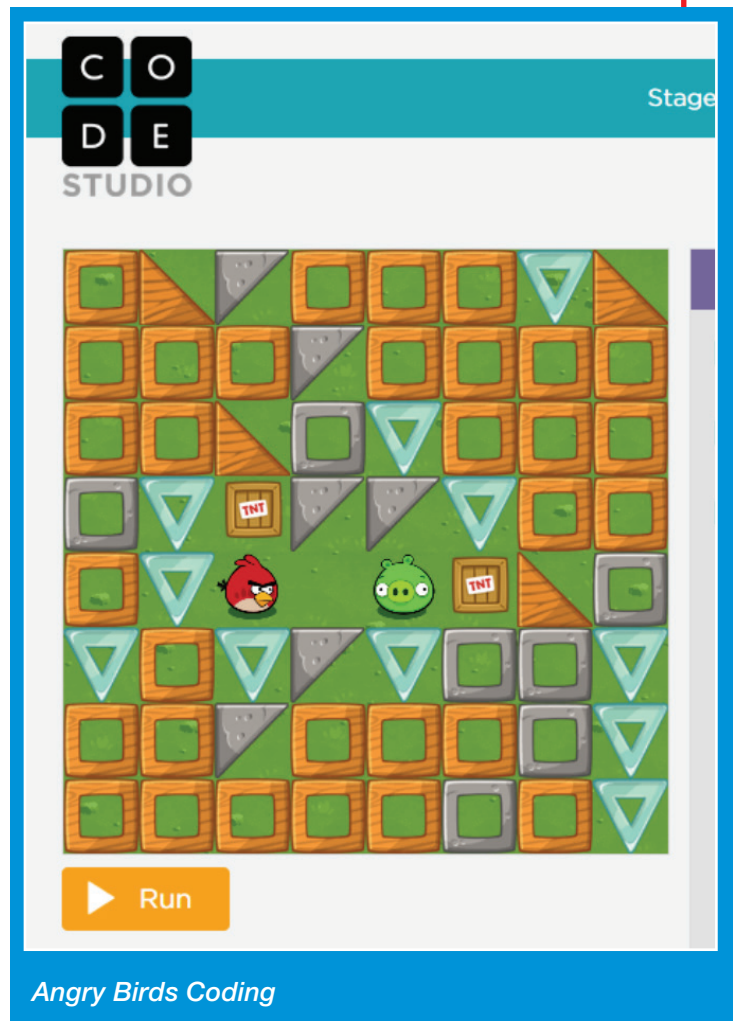 C O
D E
STUDIO
Stage
TNT
TNT
Run
Angry Birds Coding